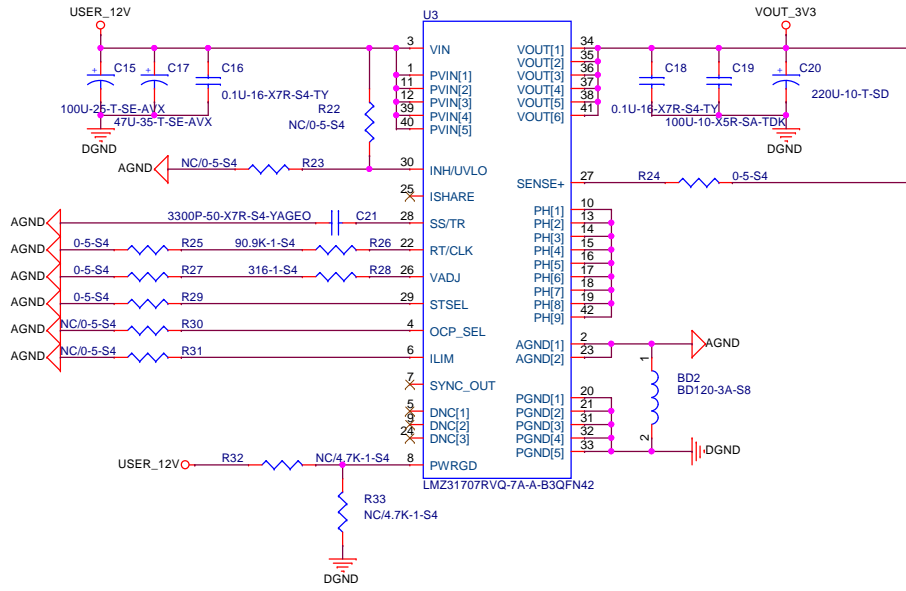 USER_12V
VOUT_3V3
U3
C15
C17
C16
100U-25-T-SE-AVX
47U-35-T-SE-AVX
0.1U-16-X7R-S4-TY
DGND
R22
NC/0-5-S4
AGND
NC/0-5-S4
R23
AGND
3300P-50-X7R-S4-YAGEO
C21
AGND
0-5-S4
R25
90.9K-1-S4
R26
AGND
0-5-S4
R27
316-1-S4
R28
AGND
0-5-S4
R29
AGND
NC/0-5-S4
R30
AGND
NC/0-5-S4
R31
USER_12V
R32
NC/4.7K-1-S4
R33
NC/4.7K-1-S4
DGND
3 VIN
1 PVIN[1]
11 PVIN[2]
12 PVIN[3]
39 PVIN[4]
40 PVIN[5]
30 INH/UVLO
25 ISHARE
28 SS/TR
22 RT/CLK
26 VADJ
29 STSEL
4 OCP_SEL
6 ILIM
7 SYNC_OUT
5 DNC[1]
9 DNC[2]
24 DNC[3]
8 PWRGD
VOUT[1] 34
VOUT[2] 35
VOUT[3] 36
VOUT[4] 37
VOUT[5] 38
VOUT[6] 41
SENSE+ 27
PH[1] 10
PH[2] 13
PH[3] 14
PH[4] 15
PH[5] 16
PH[6] 17
PH[7] 18
PH[8] 19
PH[9] 42
AGND[1] 2
AGND[2] 23
PGND[1] 20
PGND[2] 21
PGND[3] 31
PGND[4] 32
PGND[5] 33
LMZ31707RVQ-7A-A-B3QFN42
C18
C19
C20
0.1U-16-X7R-S4-TY
100U-10-X5R-SA-TDK
220U-10-T-SD
DGND
R24
0-5-S4
AGND
1
BD2
BD120-3A-S8
2
DGND